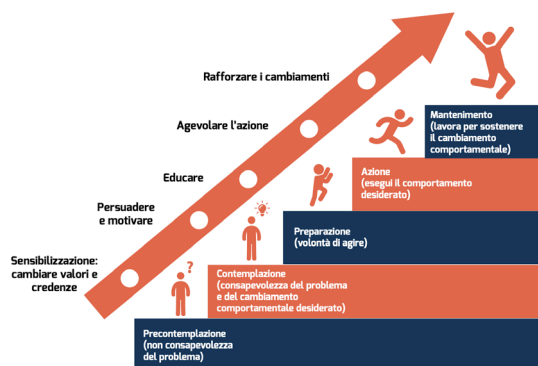 Rafforzare i cambiamenti
Agevolare l'azione
Educare
Persuadere
e motivare
Sensibilizzazione:
cambiare valori e
credenze
?
Mantenimento
(lavora per sostenere
il cambiamento
comportamentale)
Azione
(esegui il comportamento
desiderato)
Preparazione
(volontà di agire)
Contemplazione
(consapevolezza del problema
e del cambiamento
comportamentale desiderato)
Precontemplazione
(non consapevolezza
del problema)